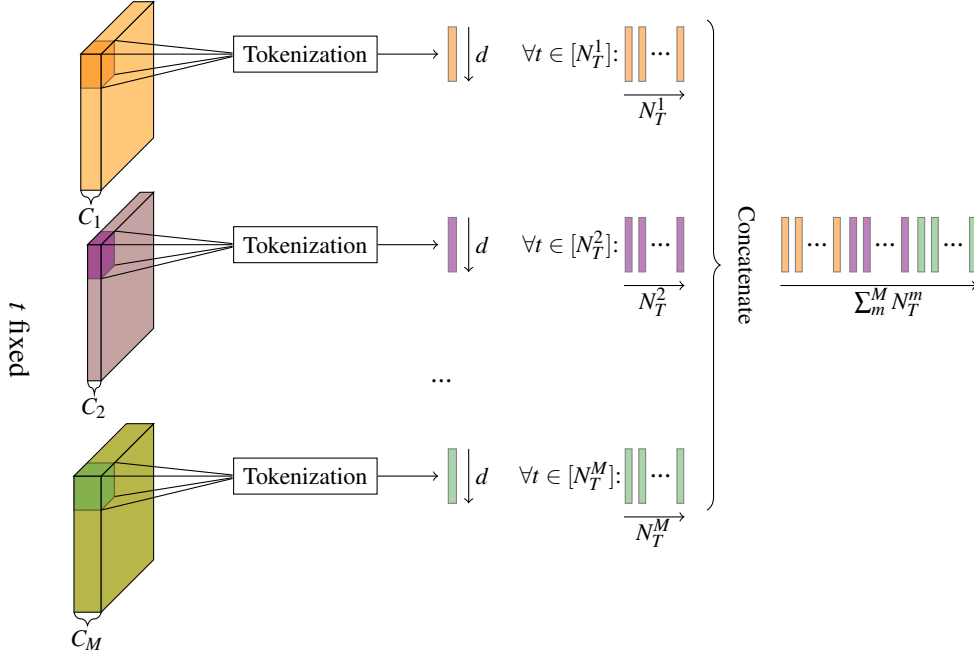 Tokenization
d
∀t ∈ [N_T^1]:
···
N_T^1
C_1
Tokenization
d
∀t ∈ [N_T^2]:
···
N_T^2
C_2
t fixed
...
Tokenization
d
∀t ∈ [N_T^M]:
···
N_T^M
C_M
Concatenate
··· ··· ···
∑_m^M N_T^m